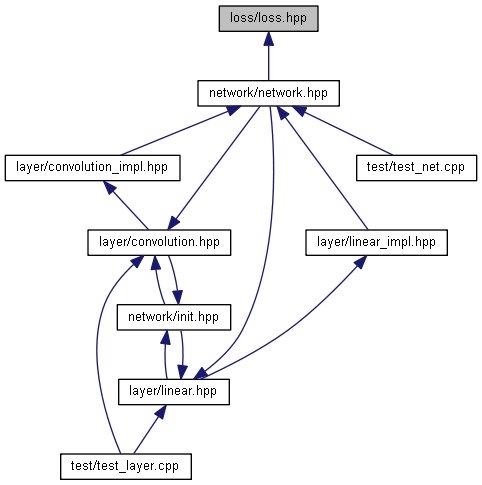 loss/loss.hpp
network/network.hpp
layer/convolution_impl.hpp
test/test_net.cpp
layer/convolution.hpp
layer/linear_impl.hpp
network/init.hpp
layer/linear.hpp
test/test_layer.cpp